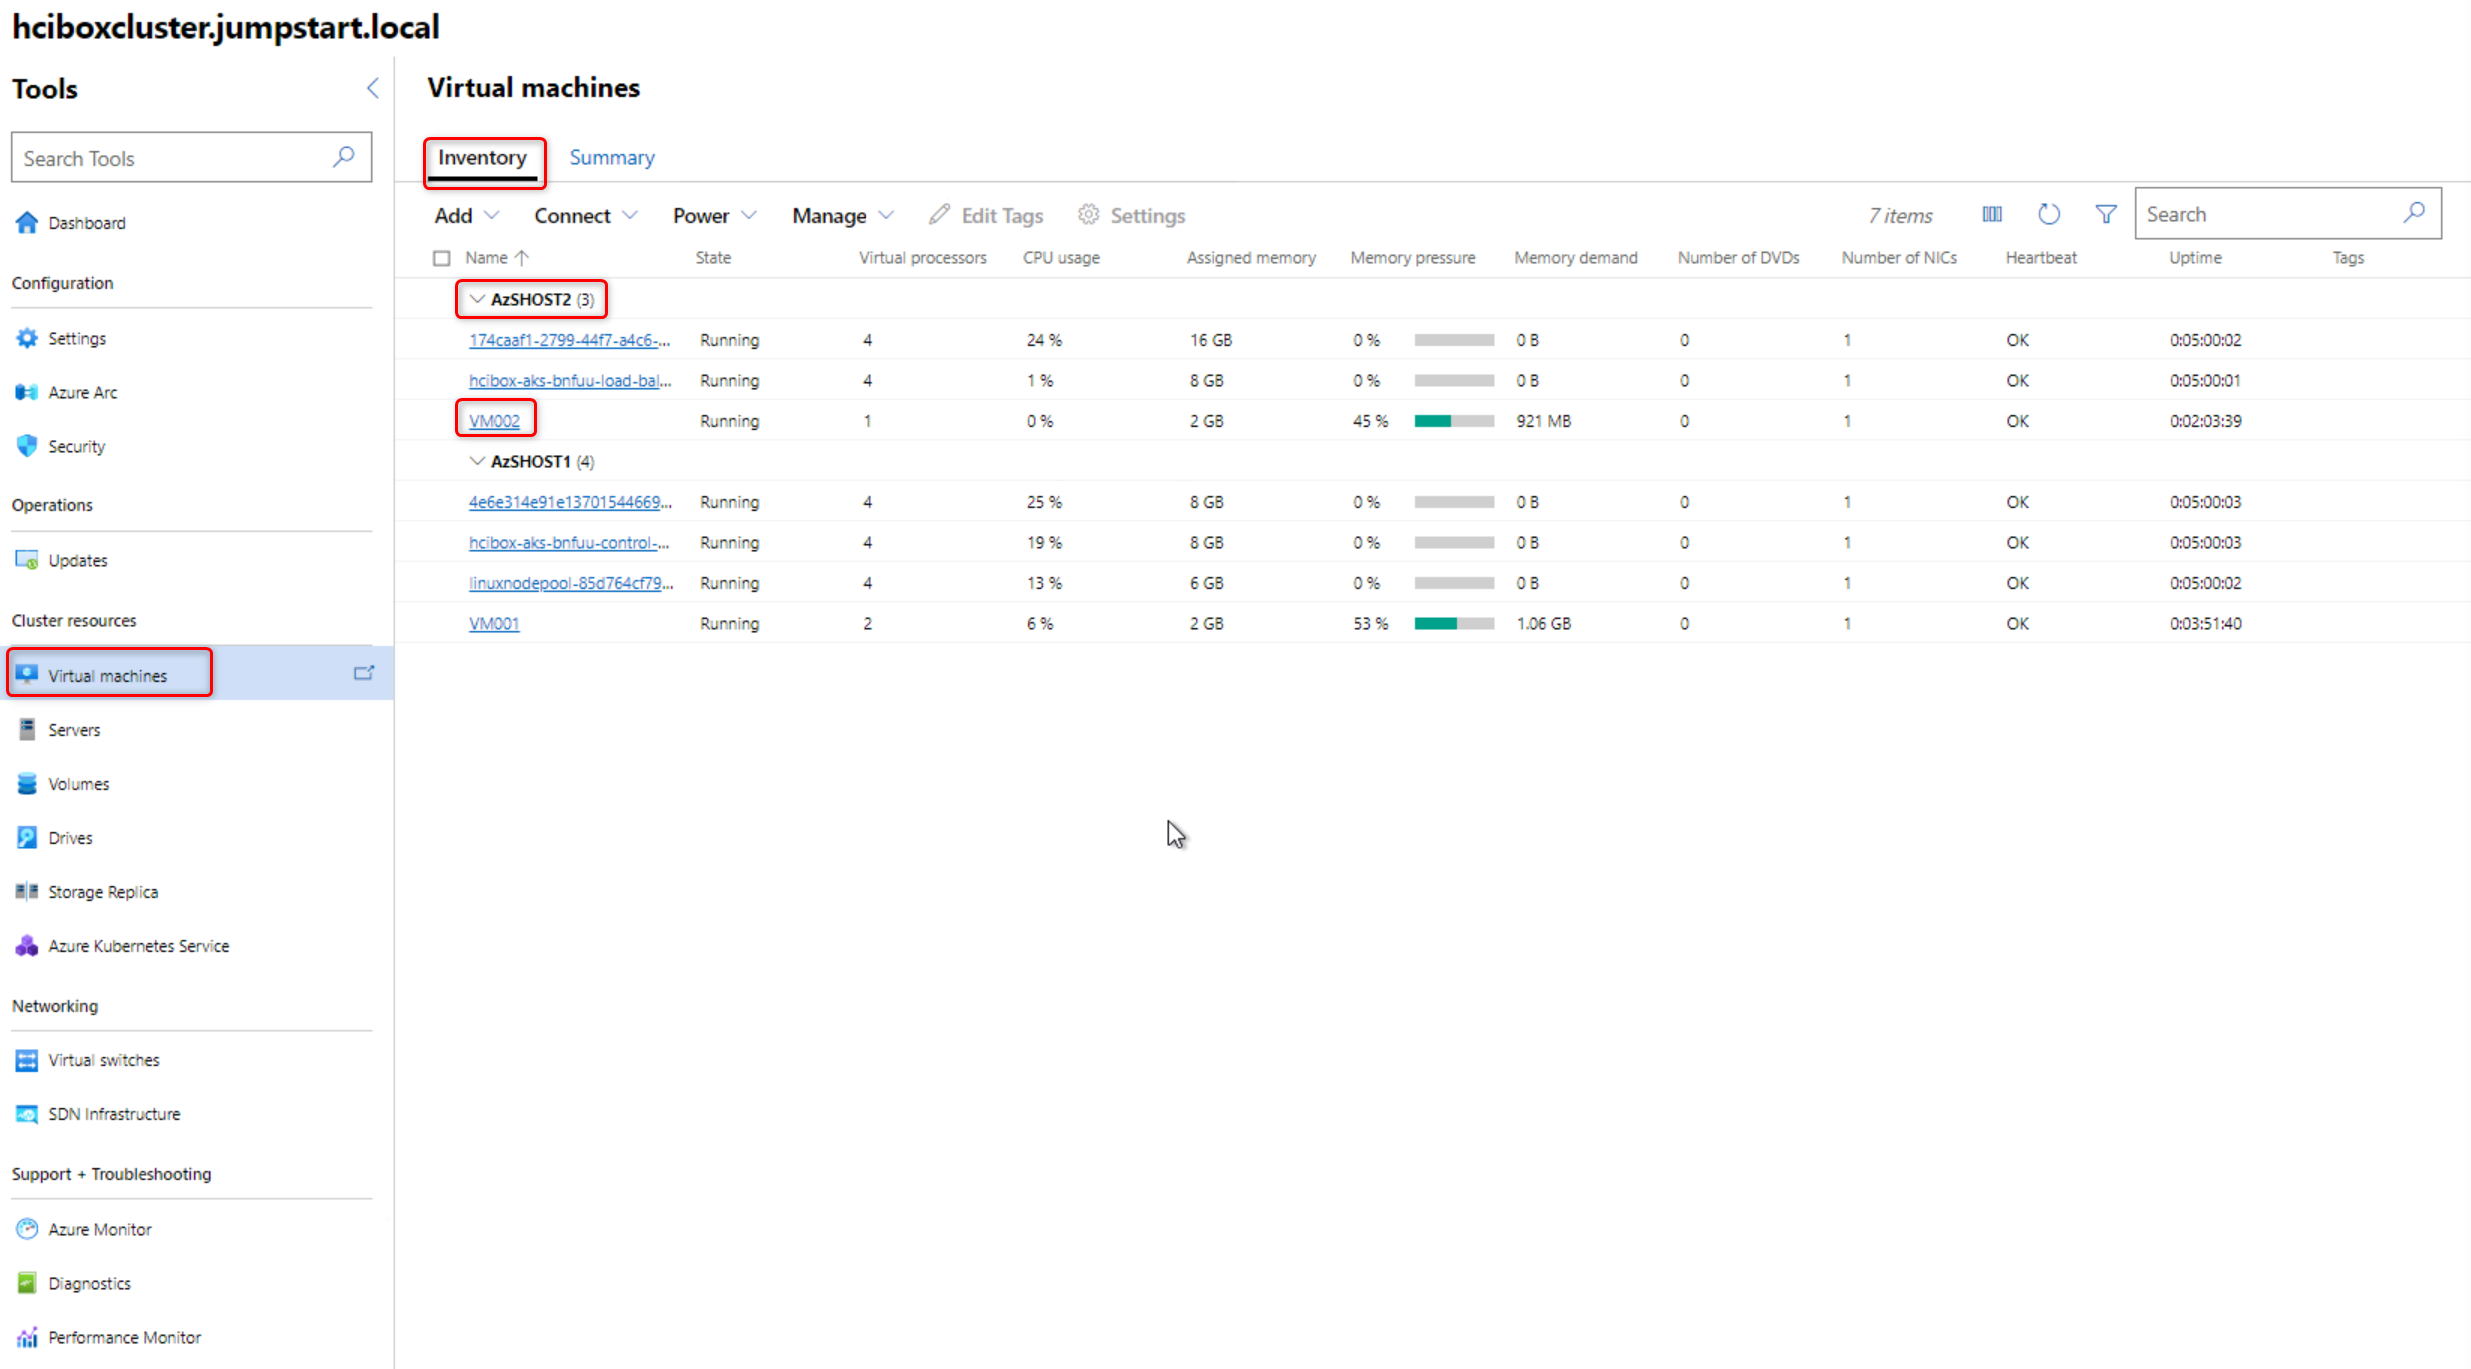 hciboxcluster.jumpstart.local
Tools
Search Tools
Dashboard
Configuration
Settings
Azure Arc
Security
Operations
Updates
Cluster resources
Virtual machines
Servers
Volumes
Drives
Storage Replica
Azure Kubernetes Service
Networking
Virtual switches
SDN Infrastructure
Support + Troubleshooting
Azure Monitor
Diagnostics
Performance Monitor
Virtual machines
Inventory Summary
Add Connect Power Manage Edit Tags Settings 7 items Search
Name State Virtual processors CPU usage Assigned memory Memory pressure Memory demand Number of DVDs Number of NICs Heartbeat Uptime Tags
AzSHOST2 (3)
174caaf1-2799-44f7-a4c6-... Running 4 24 % 16 GB 0 % 0 B 0 1 OK 0:05:00:02
hcibox-aks-bnfuu-load-bal... Running 4 1 % 8 GB 0 % 0 B 0 1 OK 0:05:00:01
VM002 Running 1 0 % 2 GB 45 % 921 MB 0 1 OK 0:02:03:39
AzSHOST1 (4)
4e6e314e91e13701544669... Running 4 25 % 8 GB 0 % 0 B 0 1 OK 0:05:00:03
hcibox-aks-bnfuu-control-... Running 4 19 % 8 GB 0 % 0 B 0 1 OK 0:05:00:03
linuxnodepool-85d764cf79... Running 4 13 % 6 GB 0 % 0 B 0 1 OK 0:05:00:02
VM001 Running 2 6 % 2 GB 53 % 1.06 GB 0 1 OK 0:03:51:40